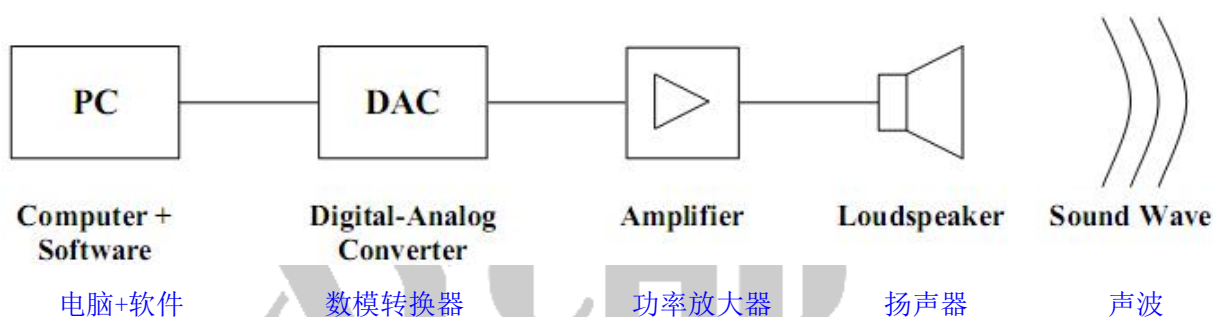 PC
DAC
Computer +
Software
Digital-Analog
Converter
Amplifier
Loudspeaker
Sound Wave
电脑+软件
数模转换器
功率放大器
扬声器
声波